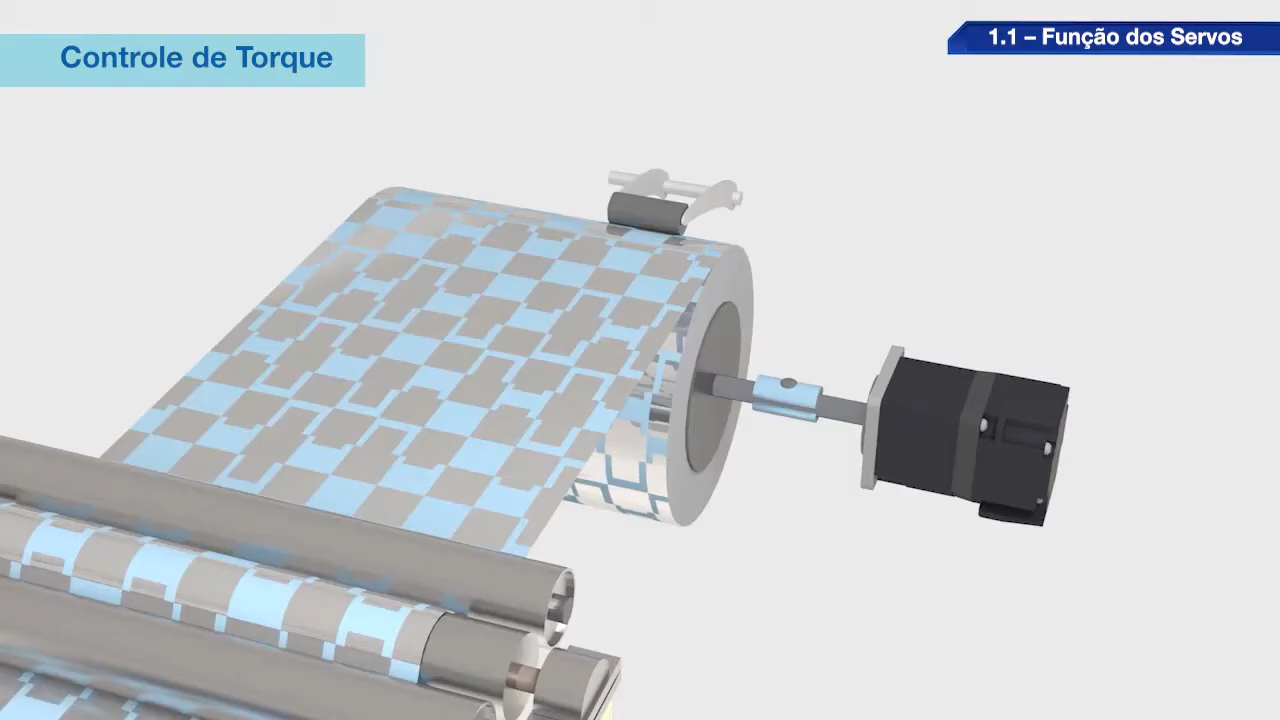 Controle de Torque
1.1 – Função dos Servos